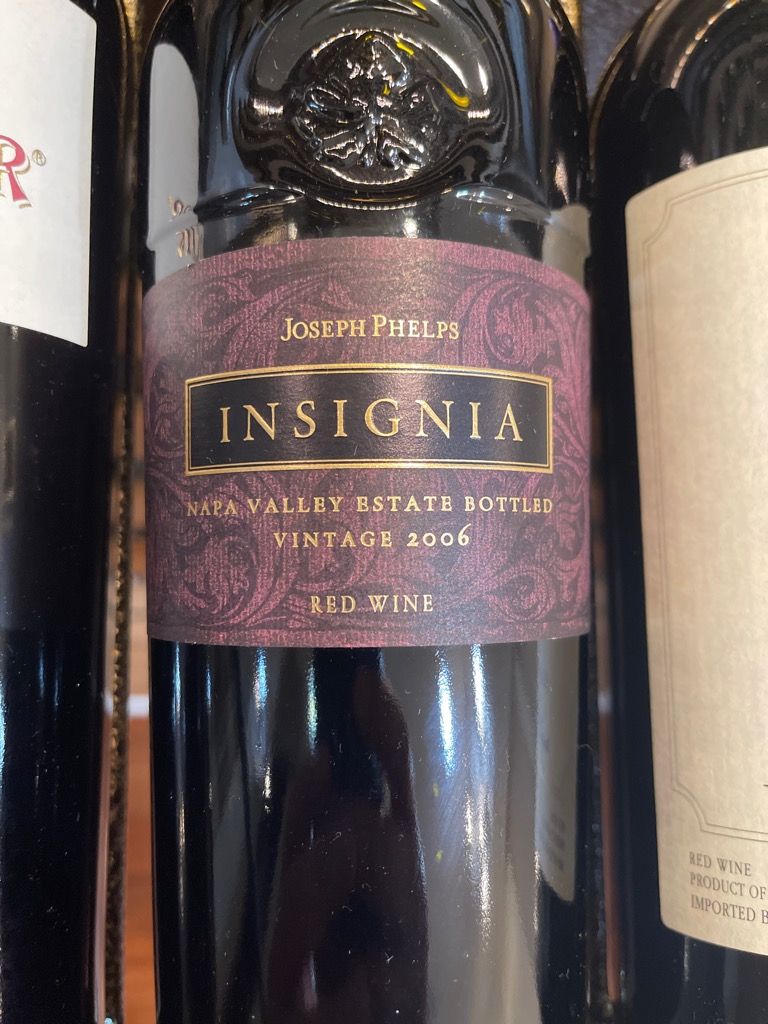 R®
JOSEPH PHELPS
INSIGNIA
NAPA VALLEY ESTATE BOTTLED
VINTAGE 2006
RED WINE
RED WINE
PRODUCT OF
IMPORTED B